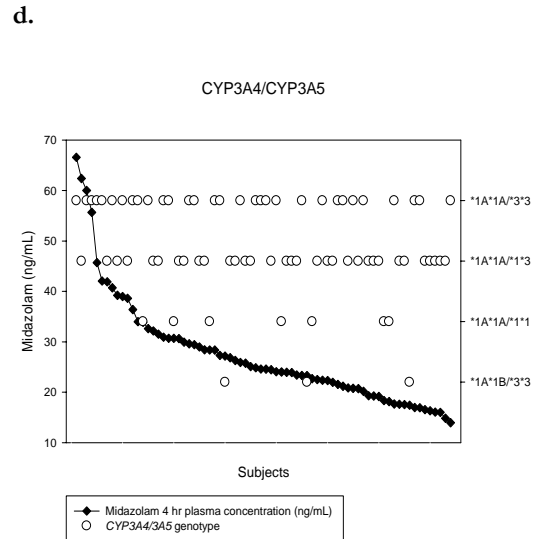 d.
CYP3A4/CYP3A5
70
60
50
40
30
20
10
Midazolam (ng/mL)
*1A*1A/*3*3
*1A*1A/*1*3
*1A*1A/*1*1
*1A*1B/*3*3
Subjects
Midazolam 4 hr plasma concentration (ng/mL)
CYP3A4/3A5 genotype